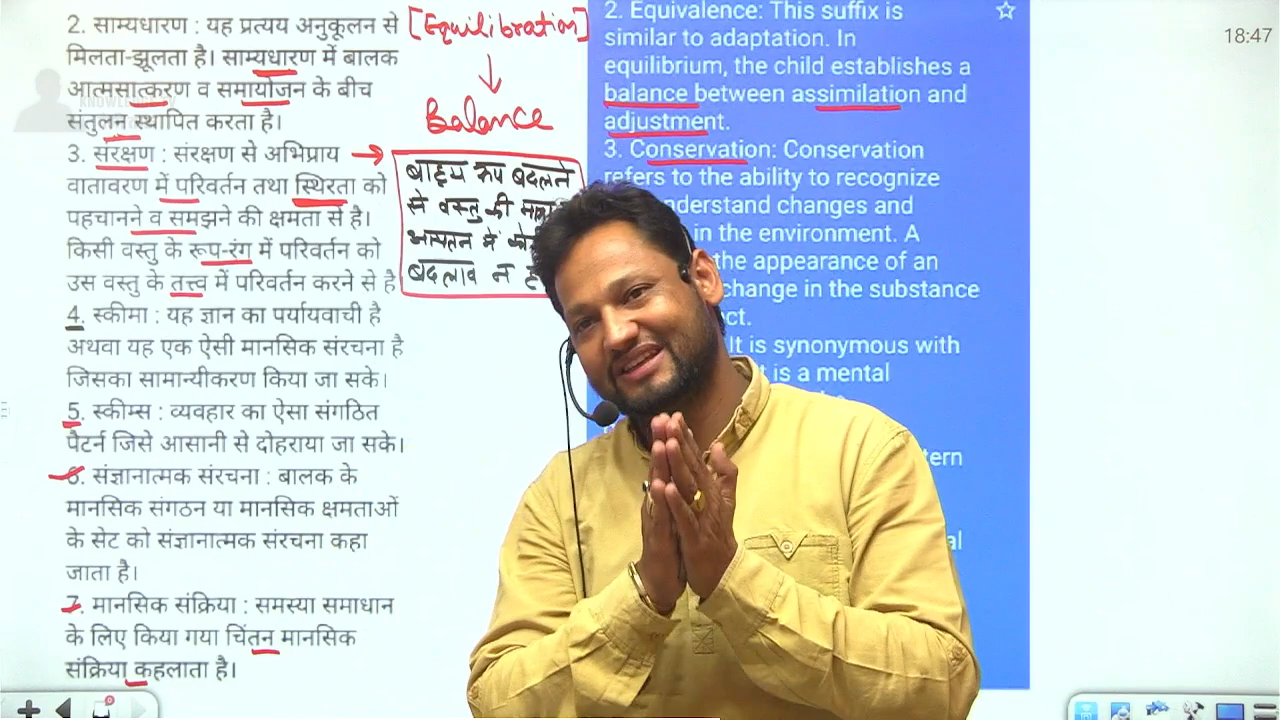 2. साम्यधारण : यह प्रत्यय अनुकूलन से
मिलता-झूलता है। साम्यधारण में बालक
आत्मसात्करण व समायोजन के बीच
संतुलन स्थापित करता है।
3. संरक्षण : संरक्षण से अभिप्राय
वातावरण में परिवर्तन तथा स्थिरता को
पहचानने व समझने की क्षमता से है।
किसी वस्तु के रूप-रंग में परिवर्तन को
उस वस्तु के तत्त्व में परिवर्तन करने से है
4. स्कीमा : यह ज्ञान का पर्यायवाची है
अथवा यह एक ऐसी मानसिक संरचना है
जिसका सामान्यीकरण किया जा सके।
5. स्कीम्स : व्यवहार का ऐसा संगठित
पैटर्न जिसे आसानी से दोहराया जा सके।
6. संज्ञानात्मक संरचना : बालक के
मानसिक संगठन या मानसिक क्षमताओं
के सेट को संज्ञानात्मक संरचना कहा
जाता है।
7. मानसिक संक्रिया : समस्या समाधान
के लिए किया गया चिंतन मानसिक
संक्रिया कहलाता है।
[Equilibration]
Balance
बाह्य रूप बदलने
से वस्तु की
आयतन में
बदलाव न
2. Equivalence: This suffix is
similar to adaptation. In
equilibrium, the child establishes a
balance between assimilation and
adjustment.
3. Conservation: Conservation
refers to the ability to recognize
understand changes and
in the environment. A
the appearance of an
change in the substance
It is synonymous with
is a mental
18:47